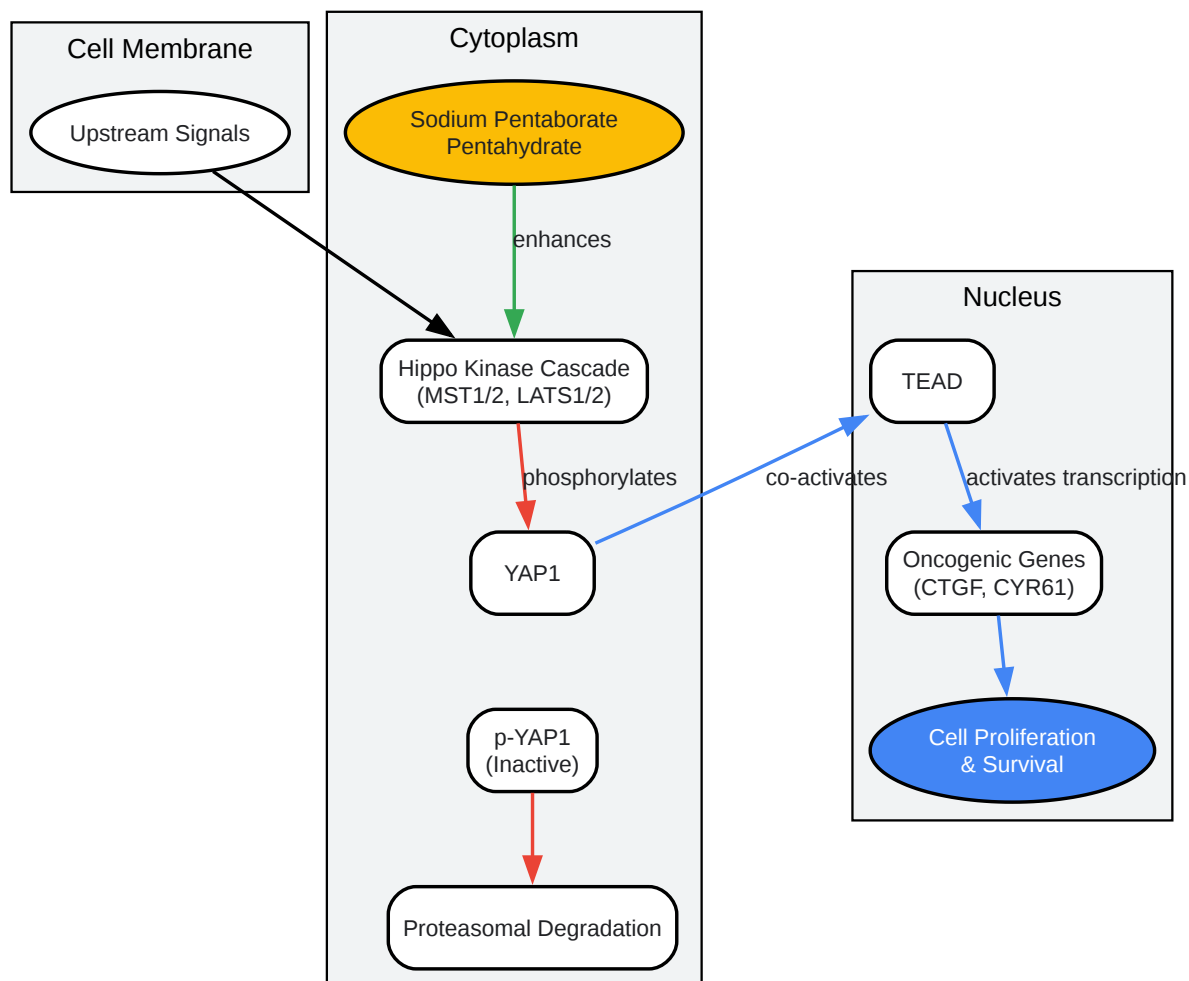 Cell Membrane
Upstream Signals
Cytoplasm
Sodium Pentaborate
Pentahydrate
enhances
Hippo Kinase Cascade
(MST1/2, LATS1/2)
phosphorylates
YAP1
p-YAP1
(Inactive)
Proteasomal Degradation
co-activates
Nucleus
TEAD
activates transcription
Oncogenic Genes
(CTGF, CYR61)
Cell Proliferation
& Survival